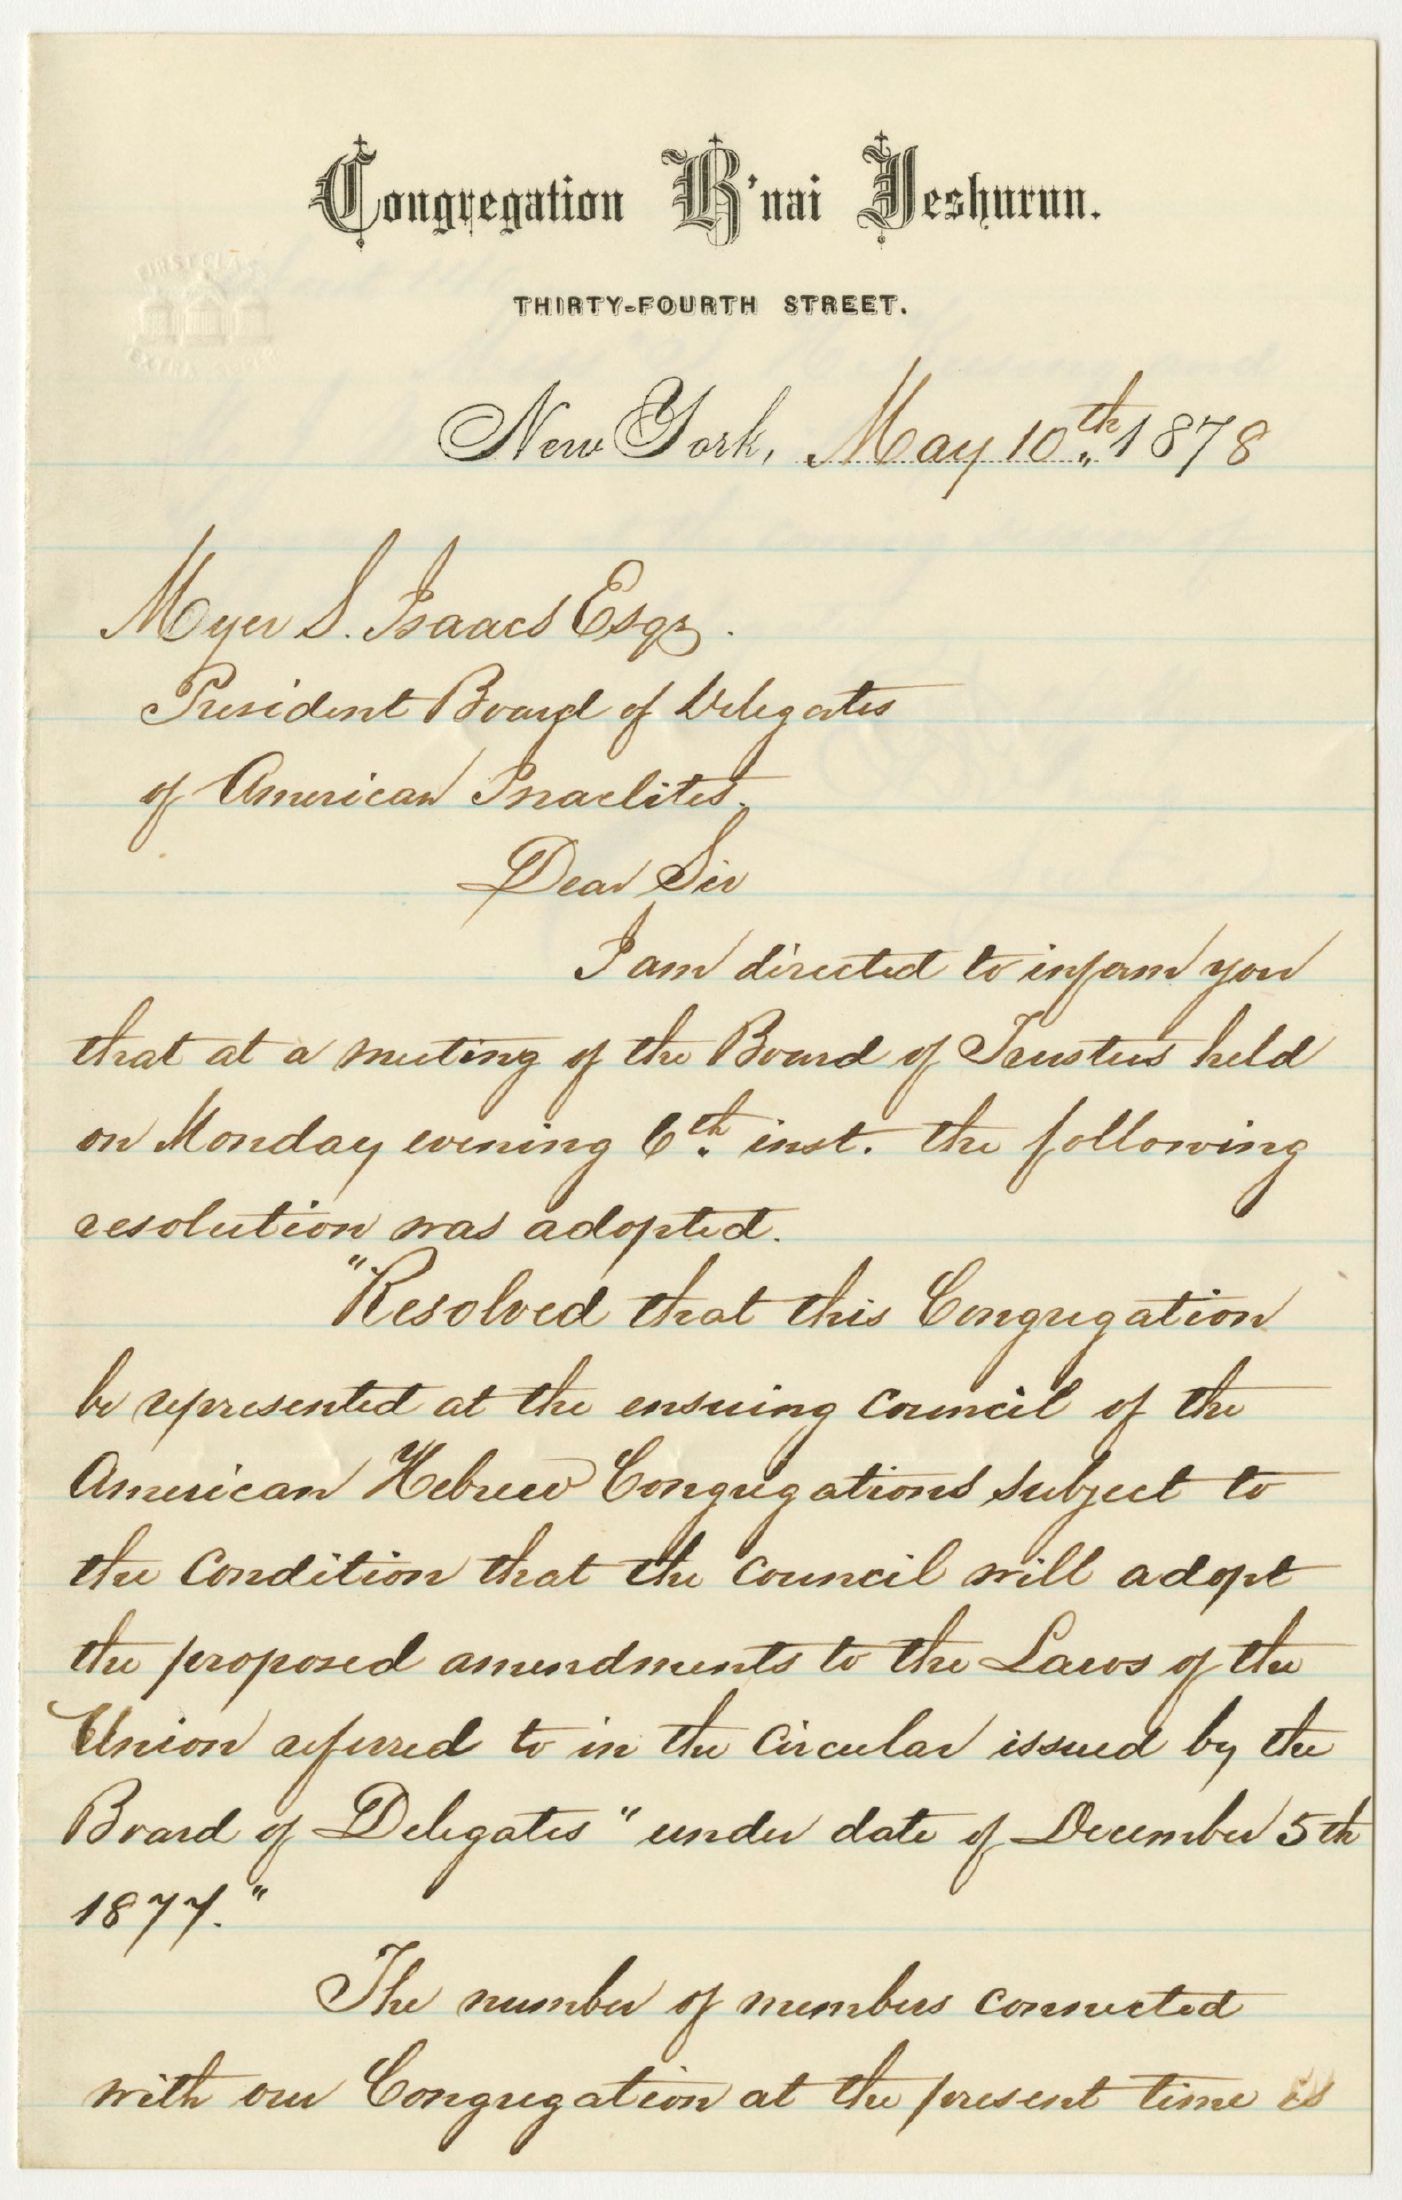 Congregation B'nai Jeshurun.
THIRTY-FOURTH STREET.
FIRST CLASS
EXTRA
New York, May 10th 1878
Myer S. Isaacs Esqr.
President Board of Delegates
of American Israelites.
Dear Sir
I am directed to inform you
that at a meeting of the Board of Trustees held
on Monday evening 6th inst. the following
resolution was adopted.
"Resolved that this Congregation
be represented at the ensuing council of the
American Hebrew Congregations subject to
the Condition that the Council will adopt
the proposed amendments to the Laws of the
Union referred to in the Circular issued by the
Board of Delegates "under date of December 5th
1877."
The number of members connected
with our Congregation at the present time is